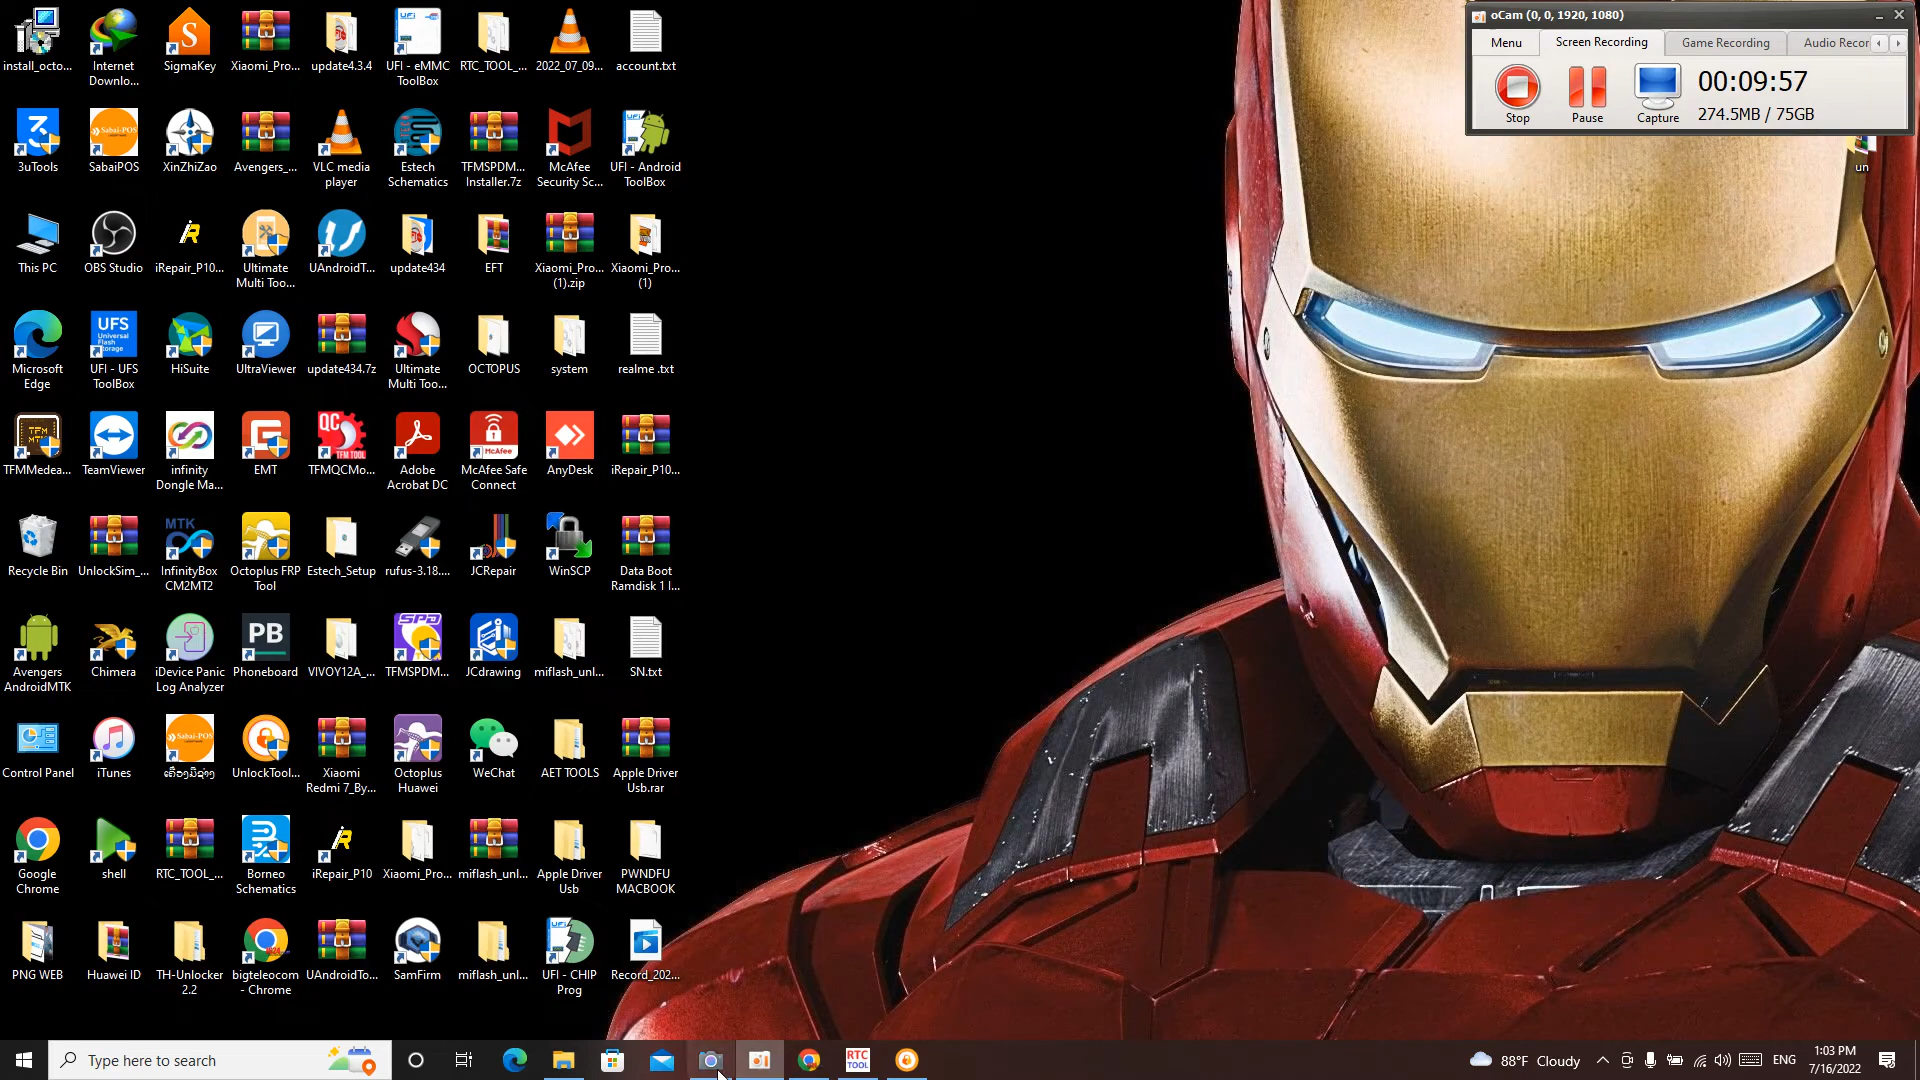 oCam (0, 0, 1920, 1080)
Menu
Screen Recording
Game Recording
Audio Recor
00:09:57
274.5MB / 75GB
Stop
Pause
Capture
un
install_octo...
Internet
Downlo...
SigmaKey
Xiaomi_Pro...
update4.3.4
UFI - eMMC
ToolBox
RTC_TOOL_...
2022_07_09...
account.txt
3uTools
SabaiPOS
XinZhiZao
Avengers_...
VLC media
player
Estech
Schematics
TFMSPDM...
Installer.7z
McAfee
Security Sc...
UFI - Android
ToolBox
This PC
OBS Studio
iRepair_P10...
Ultimate
Multi Too...
UAndroidT...
update434
EFT
Xiaomi_Pro...
(1).zip
Xiaomi_Pro...
(1)
Microsoft
Edge
UFI - UFS
ToolBox
HiSuite
UltraViewer
update434.7z
Ultimate
Multi Too...
OCTOPUS
system
realme .txt
TFMMedea...
TeamViewer
infinity
Dongle Ma...
EMT
TFMQCMo...
Adobe
Acrobat DC
McAfee Safe
Connect
AnyDesk
iRepair_P10...
Recycle Bin
UnlockSim_...
InfinityBox
CM2MT2
Octoplus FRP
Tool
Estech_Setup
rufus-3.18....
JCRepair
WinSCP
Data Boot
Ramdisk 1 l...
Avengers
AndroidMTK
Chimera
iDevice Panic
Log Analyzer
Phoneboard
VIVOY12A_...
TFMSPDM...
JCdrawing
miflash_unl...
SN.txt
Control Panel
iTunes
ເຄື່ອງມືຊ່າງ
UnlockTool...
Xiaomi
Redmi 7_By...
Octoplus
Huawei
WeChat
AET TOOLS
Apple Driver
Usb.rar
Google
Chrome
shell
RTC_TOOL_...
Borneo
Schematics
iRepair_P10
Xiaomi_Pro...
miflash_unl...
Apple Driver
Usb
PWNDFU
MACBOOK
PNG WEB
Huawei ID
TH-Unlocker
2.2
bigteleocom
- Chrome
UAndroidTo...
SamFirm
miflash_unl...
UFI - CHIP
Prog
Record_202...
Type here to search
RTC
TOOL
88°F Cloudy
ENG
1:03 PM
7/16/2022